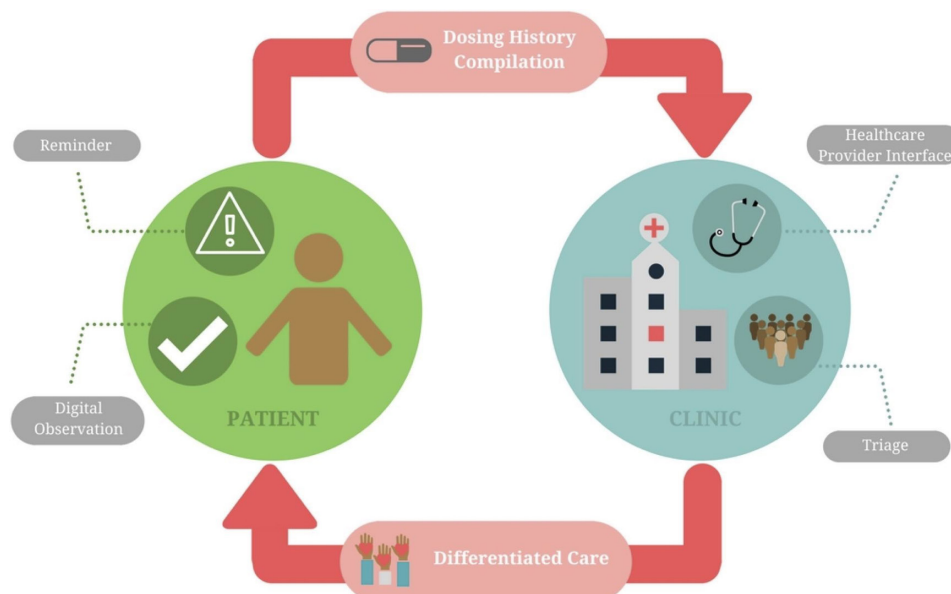 Dosing History
Compilation
Reminder
Healthcare
Provider Interface
PATIENT
CLINIC
Digital
Observation
Triage
Differentiated Care